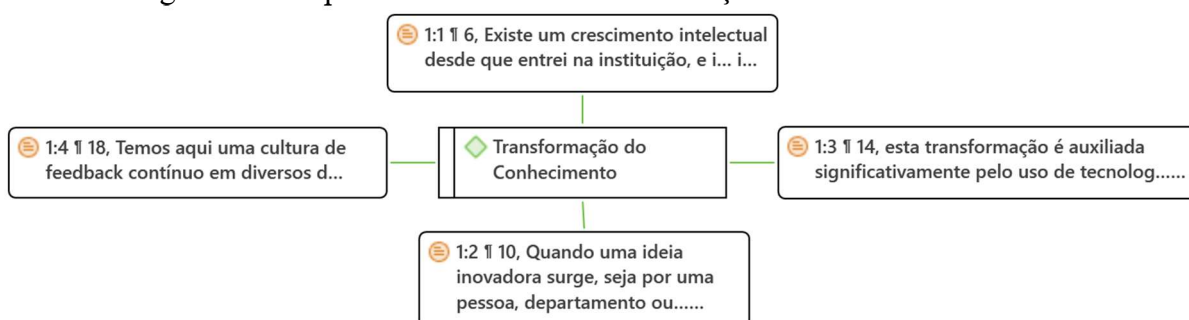 1:1 ¶ 6, Existe um crescimento intelectual
desde que entrei na instituição, e i... i...
1:4 ¶ 18, Temos aqui uma cultura de
feedback contínuo em diversos d...
Transformação do
Conhecimento
1:3 ¶ 14, esta transformação é auxiliada
significativamente pelo uso de tecnolog......
1:2 ¶ 10, Quando uma ideia
inovadora surge, seja por uma
pessoa, departamento ou......